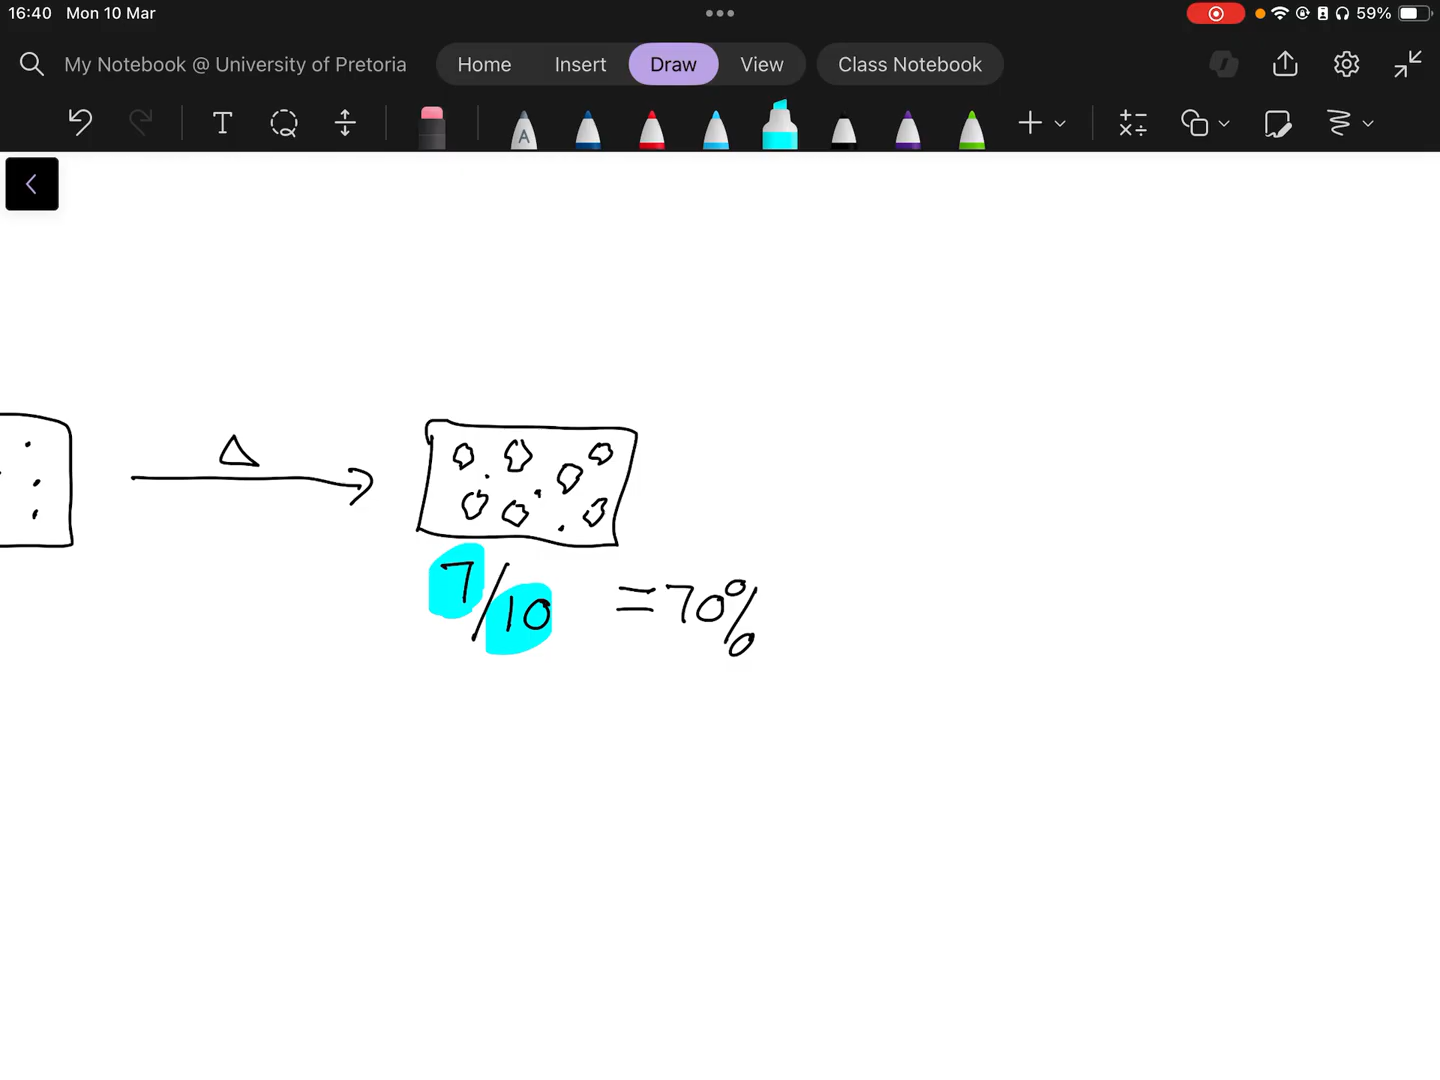 16:40 Mon 10 Mar 59%
My Notebook @ University of Pretoria Home Insert Draw View Class Notebook
T A
Δ
7/10 =70%